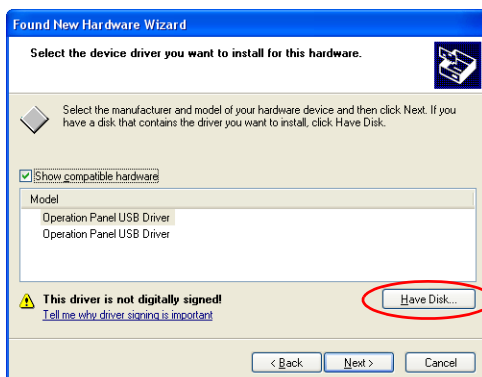 Found New Hardware Wizard
Select the device driver you want to install for this hardware.
Select the manufacturer and model of your hardware device and then click Next. If you
have a disk that contains the driver you want to install, click Have Disk.
Show compatible hardware
Model
Operation Panel USB Driver
Operation Panel USB Driver
This driver is not digitally signed!
Have Disk...
Tell me why driver signing is important
< Back
Next >
Cancel